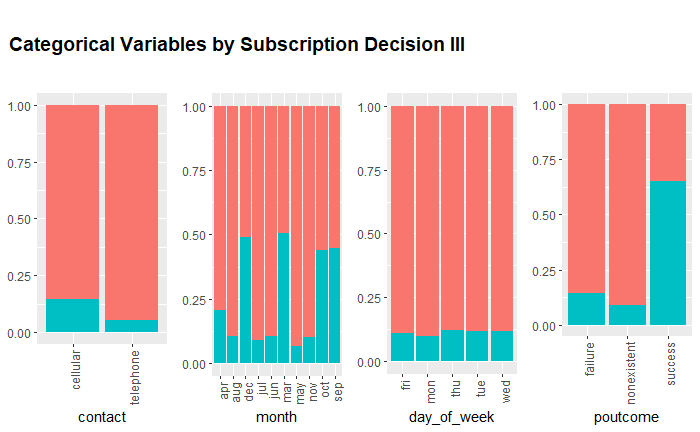 Categorical Variables by Subscription Decision III
1.00
0.75
0.50
0.25
0.00
cellular
telephone
contact
1.00
0.75
0.50
0.25
0.00
apr
aug
dec
jul
jun
mar
may
nov
oct
sep
month
1.00
0.75
0.50
0.25
0.00
fri
mon
thu
tue
wed
day_of_week
1.00
0.75
0.50
0.25
0.00
failure
nonexistent
success
poutcome